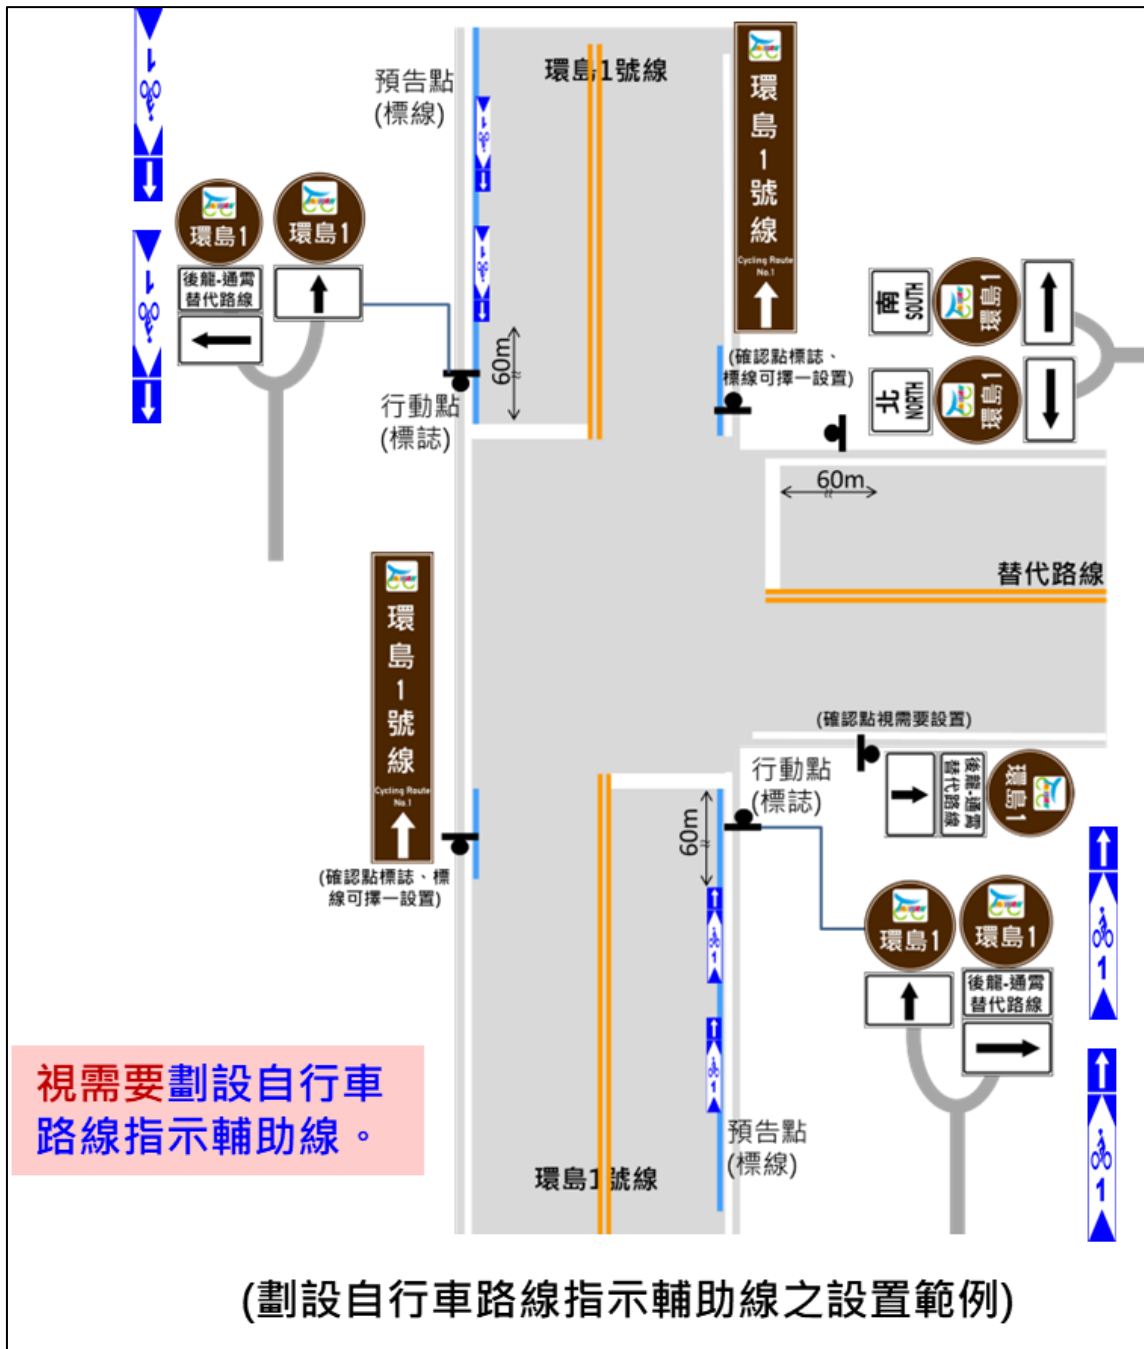 環島1號線
預告點
(標線)
1
1
環島1號線
Cycling Route
No.1
環島1
環島1
後龍-通霄
替代路線
1
1
60m
行動點
(標誌)
(確認點標誌、
標線可擇一設置)
南
SOUTH
環島1
北
NORTH
環島1
60m
替代路線
環島1號線
Cycling Route
No.1
(確認點標誌、標
線可擇一設置)
(確認點視需要設置)
行動點
(標誌)
後龍-通霄
替代路線
環島1
60m
環島1
環島1
後龍-通霄
替代路線
1
1
1
1
預告點
(標線)
環島1號線
視需要劃設自行車
路線指示輔助線。
(劃設自行車路線指示輔助線之設置範例)